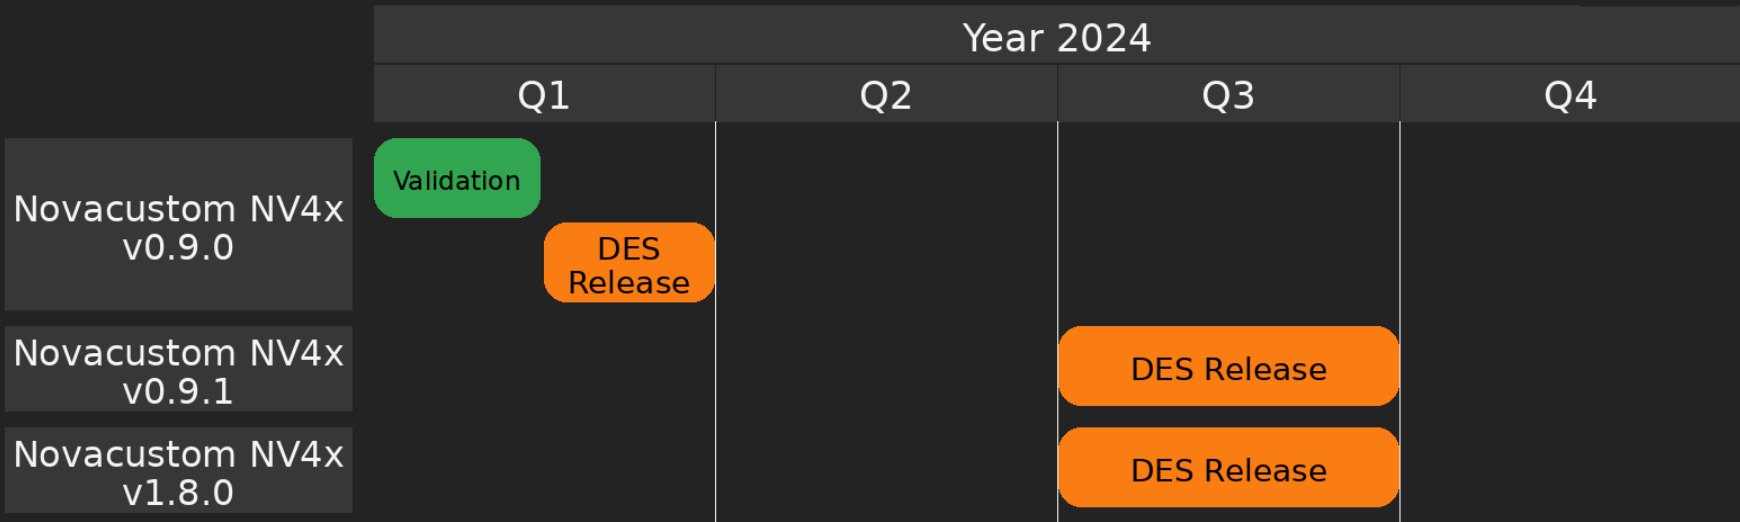 Year 2024
Q1 Q2 Q3 Q4
Novacustom NV4x
v0.9.0
Validation
DES
Release
Novacustom NV4x
v0.9.1
DES Release
Novacustom NV4x
v1.8.0
DES Release